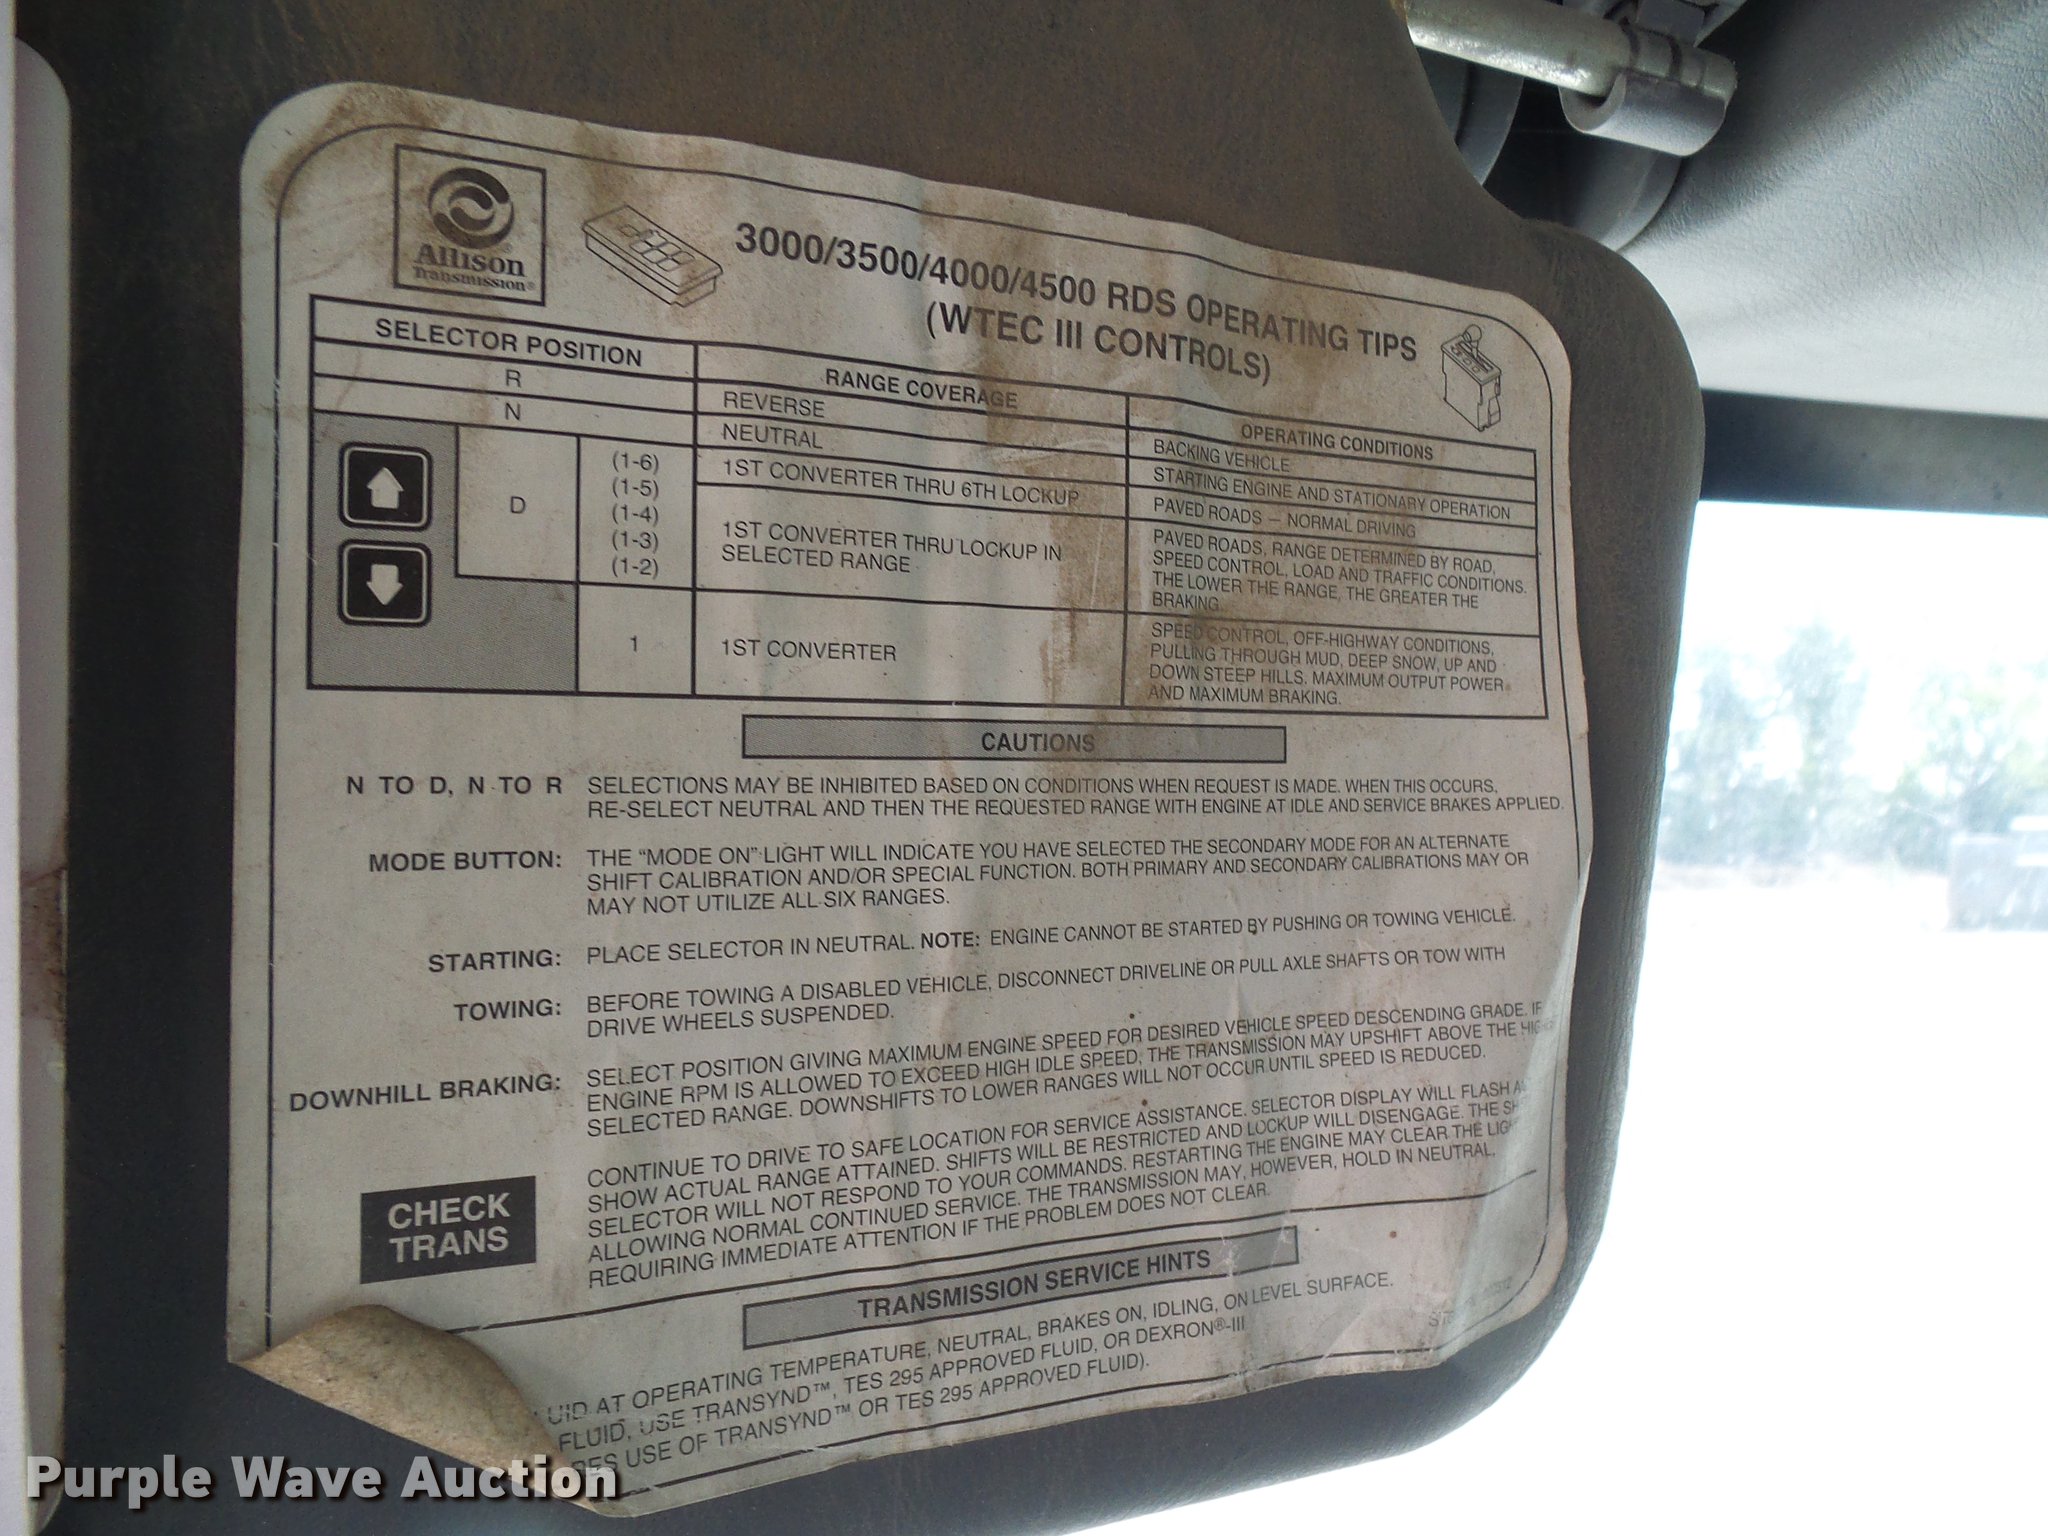 Allison
Transmission®
3000/3500/4000/4500 RDS OPERATING TIPS
(WTEC III CONTROLS)
SELECTOR POSITION
RANGE COVERAGE
OPERATING CONDITIONS
R
REVERSE
BACKING VEHICLE
N
NEUTRAL
STARTING ENGINE AND STATIONARY OPERATION
D
(1-6)
(1-5)
(1-4)
(1-3)
(1-2)
1ST CONVERTER THRU 6TH LOCKUP
PAVED ROADS – NORMAL DRIVING
1ST CONVERTER THRU LOCKUP IN
SELECTED RANGE
PAVED ROADS, RANGE DETERMINED BY ROAD,
SPEED CONTROL, LOAD AND TRAFFIC CONDITIONS.
THE LOWER THE RANGE, THE GREATER THE
BRAKING.
1
1ST CONVERTER
SPEED CONTROL, OFF-HIGHWAY CONDITIONS,
PULLING THROUGH MUD, DEEP SNOW, UP AND
DOWN STEEP HILLS. MAXIMUM OUTPUT POWER
AND MAXIMUM BRAKING.
CAUTIONS
N TO D, N TO R SELECTIONS MAY BE INHIBITED BASED ON CONDITIONS WHEN REQUEST IS MADE. WHEN THIS OCCURS,
RE-SELECT NEUTRAL AND THEN THE REQUESTED RANGE WITH ENGINE AT IDLE AND SERVICE BRAKES APPLIED.
MODE BUTTON: THE “MODE ON” LIGHT WILL INDICATE YOU HAVE SELECTED THE SECONDARY MODE FOR AN ALTERNATE
SHIFT CALIBRATION AND/OR SPECIAL FUNCTION. BOTH PRIMARY AND SECONDARY CALIBRATIONS MAY OR
MAY NOT UTILIZE ALL SIX RANGES.
STARTING: PLACE SELECTOR IN NEUTRAL. NOTE: ENGINE CANNOT BE STARTED BY PUSHING OR TOWING VEHICLE.
TOWING: BEFORE TOWING A DISABLED VEHICLE, DISCONNECT DRIVELINE OR PULL AXLE SHAFTS OR TOW WITH
DRIVE WHEELS SUSPENDED.
DOWNHILL BRAKING: SELECT POSITION GIVING MAXIMUM ENGINE SPEED FOR DESIRED VEHICLE SPEED DESCENDING GRADE. IF
ENGINE RPM IS ALLOWED TO EXCEED HIGH IDLE SPEED, THE TRANSMISSION MAY UPSHIFT ABOVE THE
SELECTED RANGE. DOWNSHIFTS TO LOWER RANGES WILL NOT OCCUR UNTIL SPEED IS REDUCED.
CHECK
TRANS
CONTINUE TO DRIVE TO SAFE LOCATION FOR SERVICE ASSISTANCE. SELECTOR DISPLAY WILL FLASH
SHOW ACTUAL RANGE ATTAINED. SHIFTS WILL BE RESTRICTED AND LOCKUP WILL DISENGAGE. THE
SELECTOR WILL NOT RESPOND TO YOUR COMMANDS. RESTARTING THE ENGINE MAY CLEAR THE
ALLOWING NORMAL CONTINUED SERVICE. THE TRANSMISSION MAY, HOWEVER, HOLD IN NEUTRAL,
REQUIRING IMMEDIATE ATTENTION IF THE PROBLEM DOES NOT CLEAR.
TRANSMISSION SERVICE HINTS
AT OPERATING TEMPERATURE, NEUTRAL, BRAKES ON, IDLING, ON LEVEL SURFACE.
FLUID, USE TRANSYND™, TES 295 APPROVED FLUID, OR DEXRON®-III
USE OF TRANSYND™ OR TES 295 APPROVED FLUID).
Purple Wave Auction